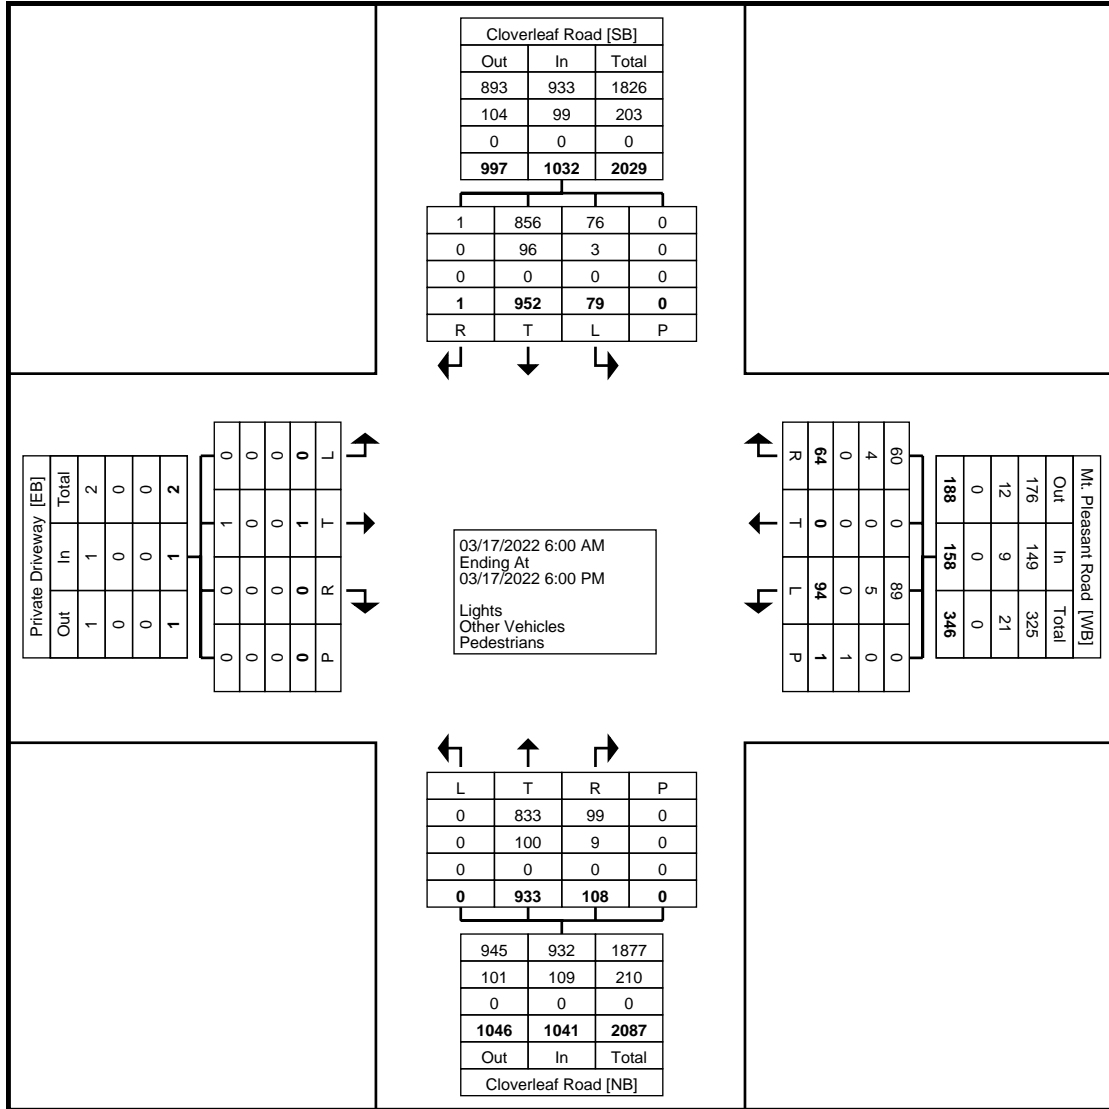 Cloverleaf Road [SB]
Out In Total
893 933 1826
104 99 203
0 0 0
997 1032 2029
1 856 76 0
0 96 3 0
0 0 0 0
1 952 79 0
R T L P
Private Driveway [EB]
Out In Total
1 1 2
0 0 0
0 0 0
1 1 2
0 1 0 0
0 0 0 0
0 0 0 0
0 1 0 0
L T R P
03/17/2022 6:00 AM
Ending At
03/17/2022 6:00 PM
Lights
Other Vehicles
Pedestrians
Mt. Pleasant Road [WB]
Out In Total
176 149 325
12 9 21
0 0 0
188 158 346
60 0 89 0
4 0 5 0
0 0 0 1
64 0 94 1
R T L P
L T R P
0 833 99 0
0 100 9 0
0 0 0 0
0 933 108 0
945 932 1877
101 109 210
0 0 0
1046 1041 2087
Out In Total
Cloverleaf Road [NB]